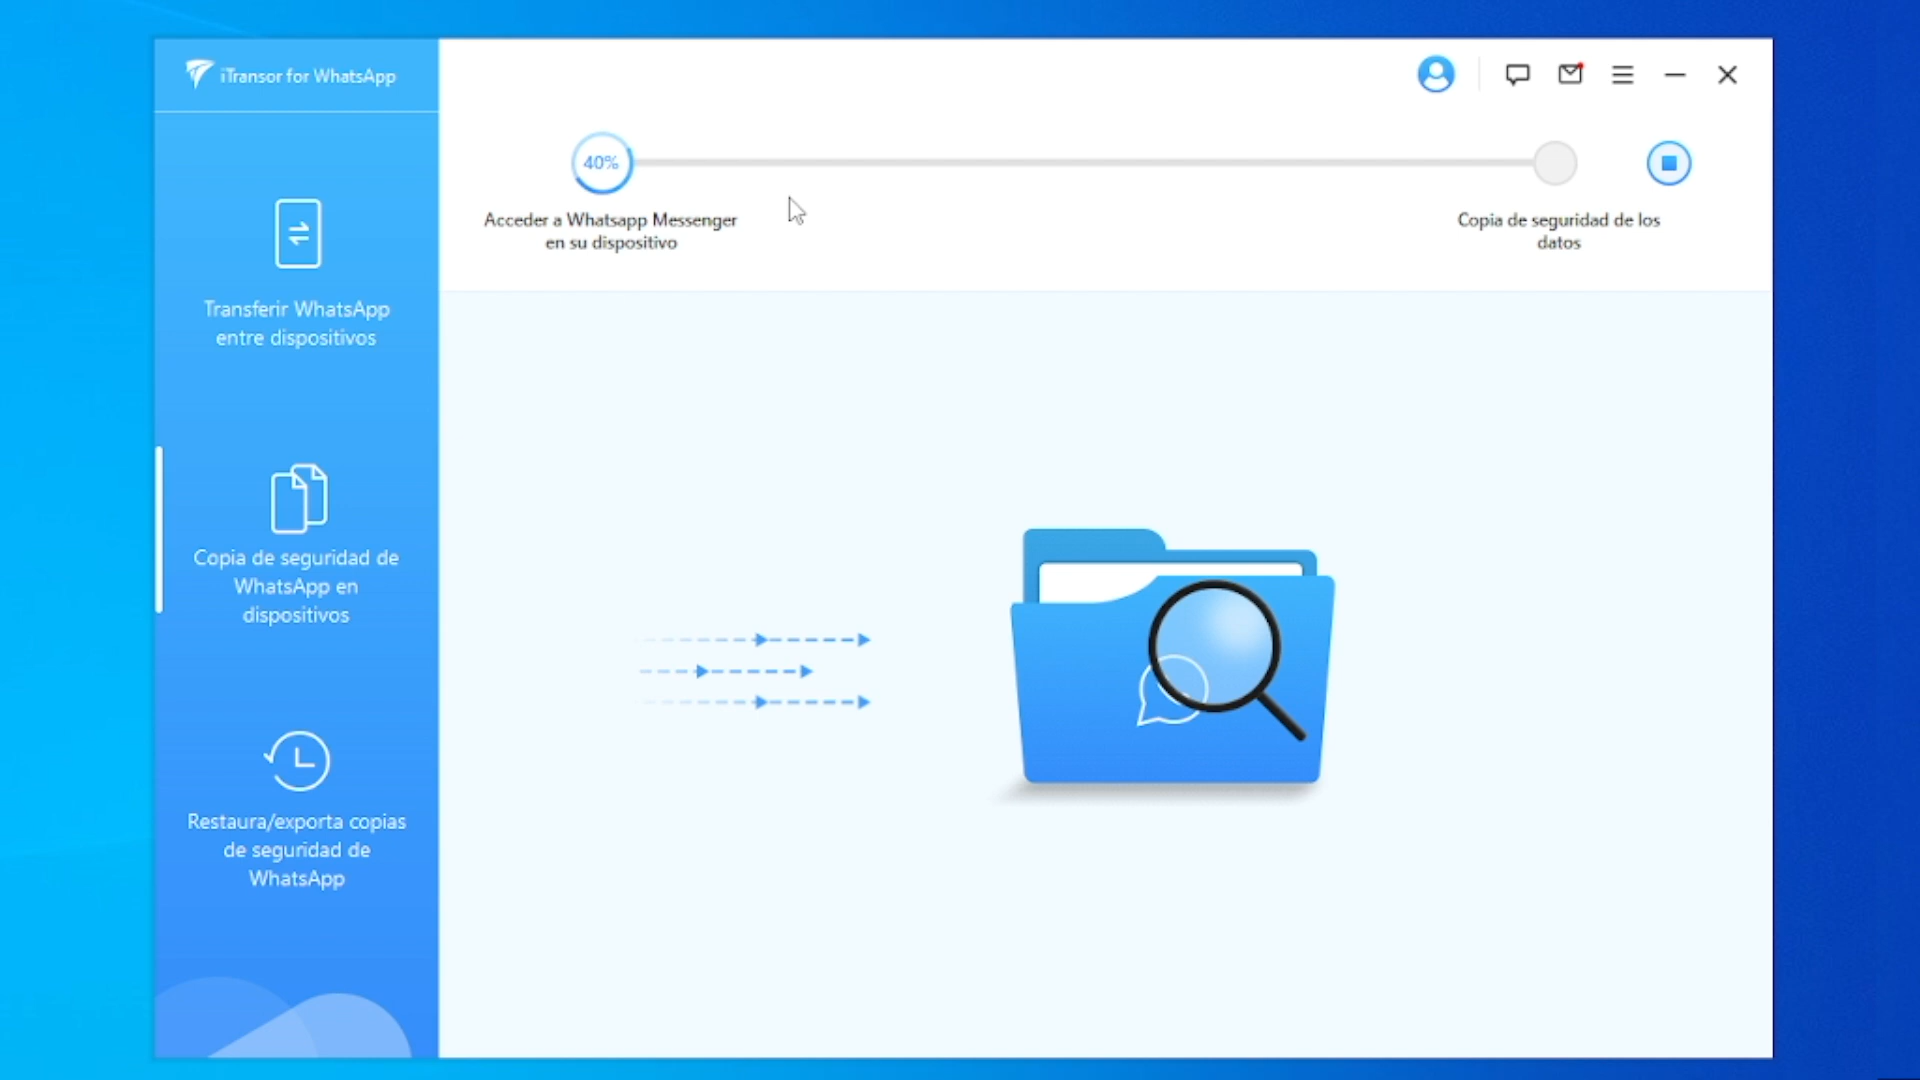 iTransor for WhatsApp
40%
Acceder a Whatsapp Messenger
en su dispositivo
Copia de seguridad de los
datos
Transferir WhatsApp
entre dispositivos
Copia de seguridad de
WhatsApp en
dispositivos
Restaura/exporta copias
de seguridad de
WhatsApp